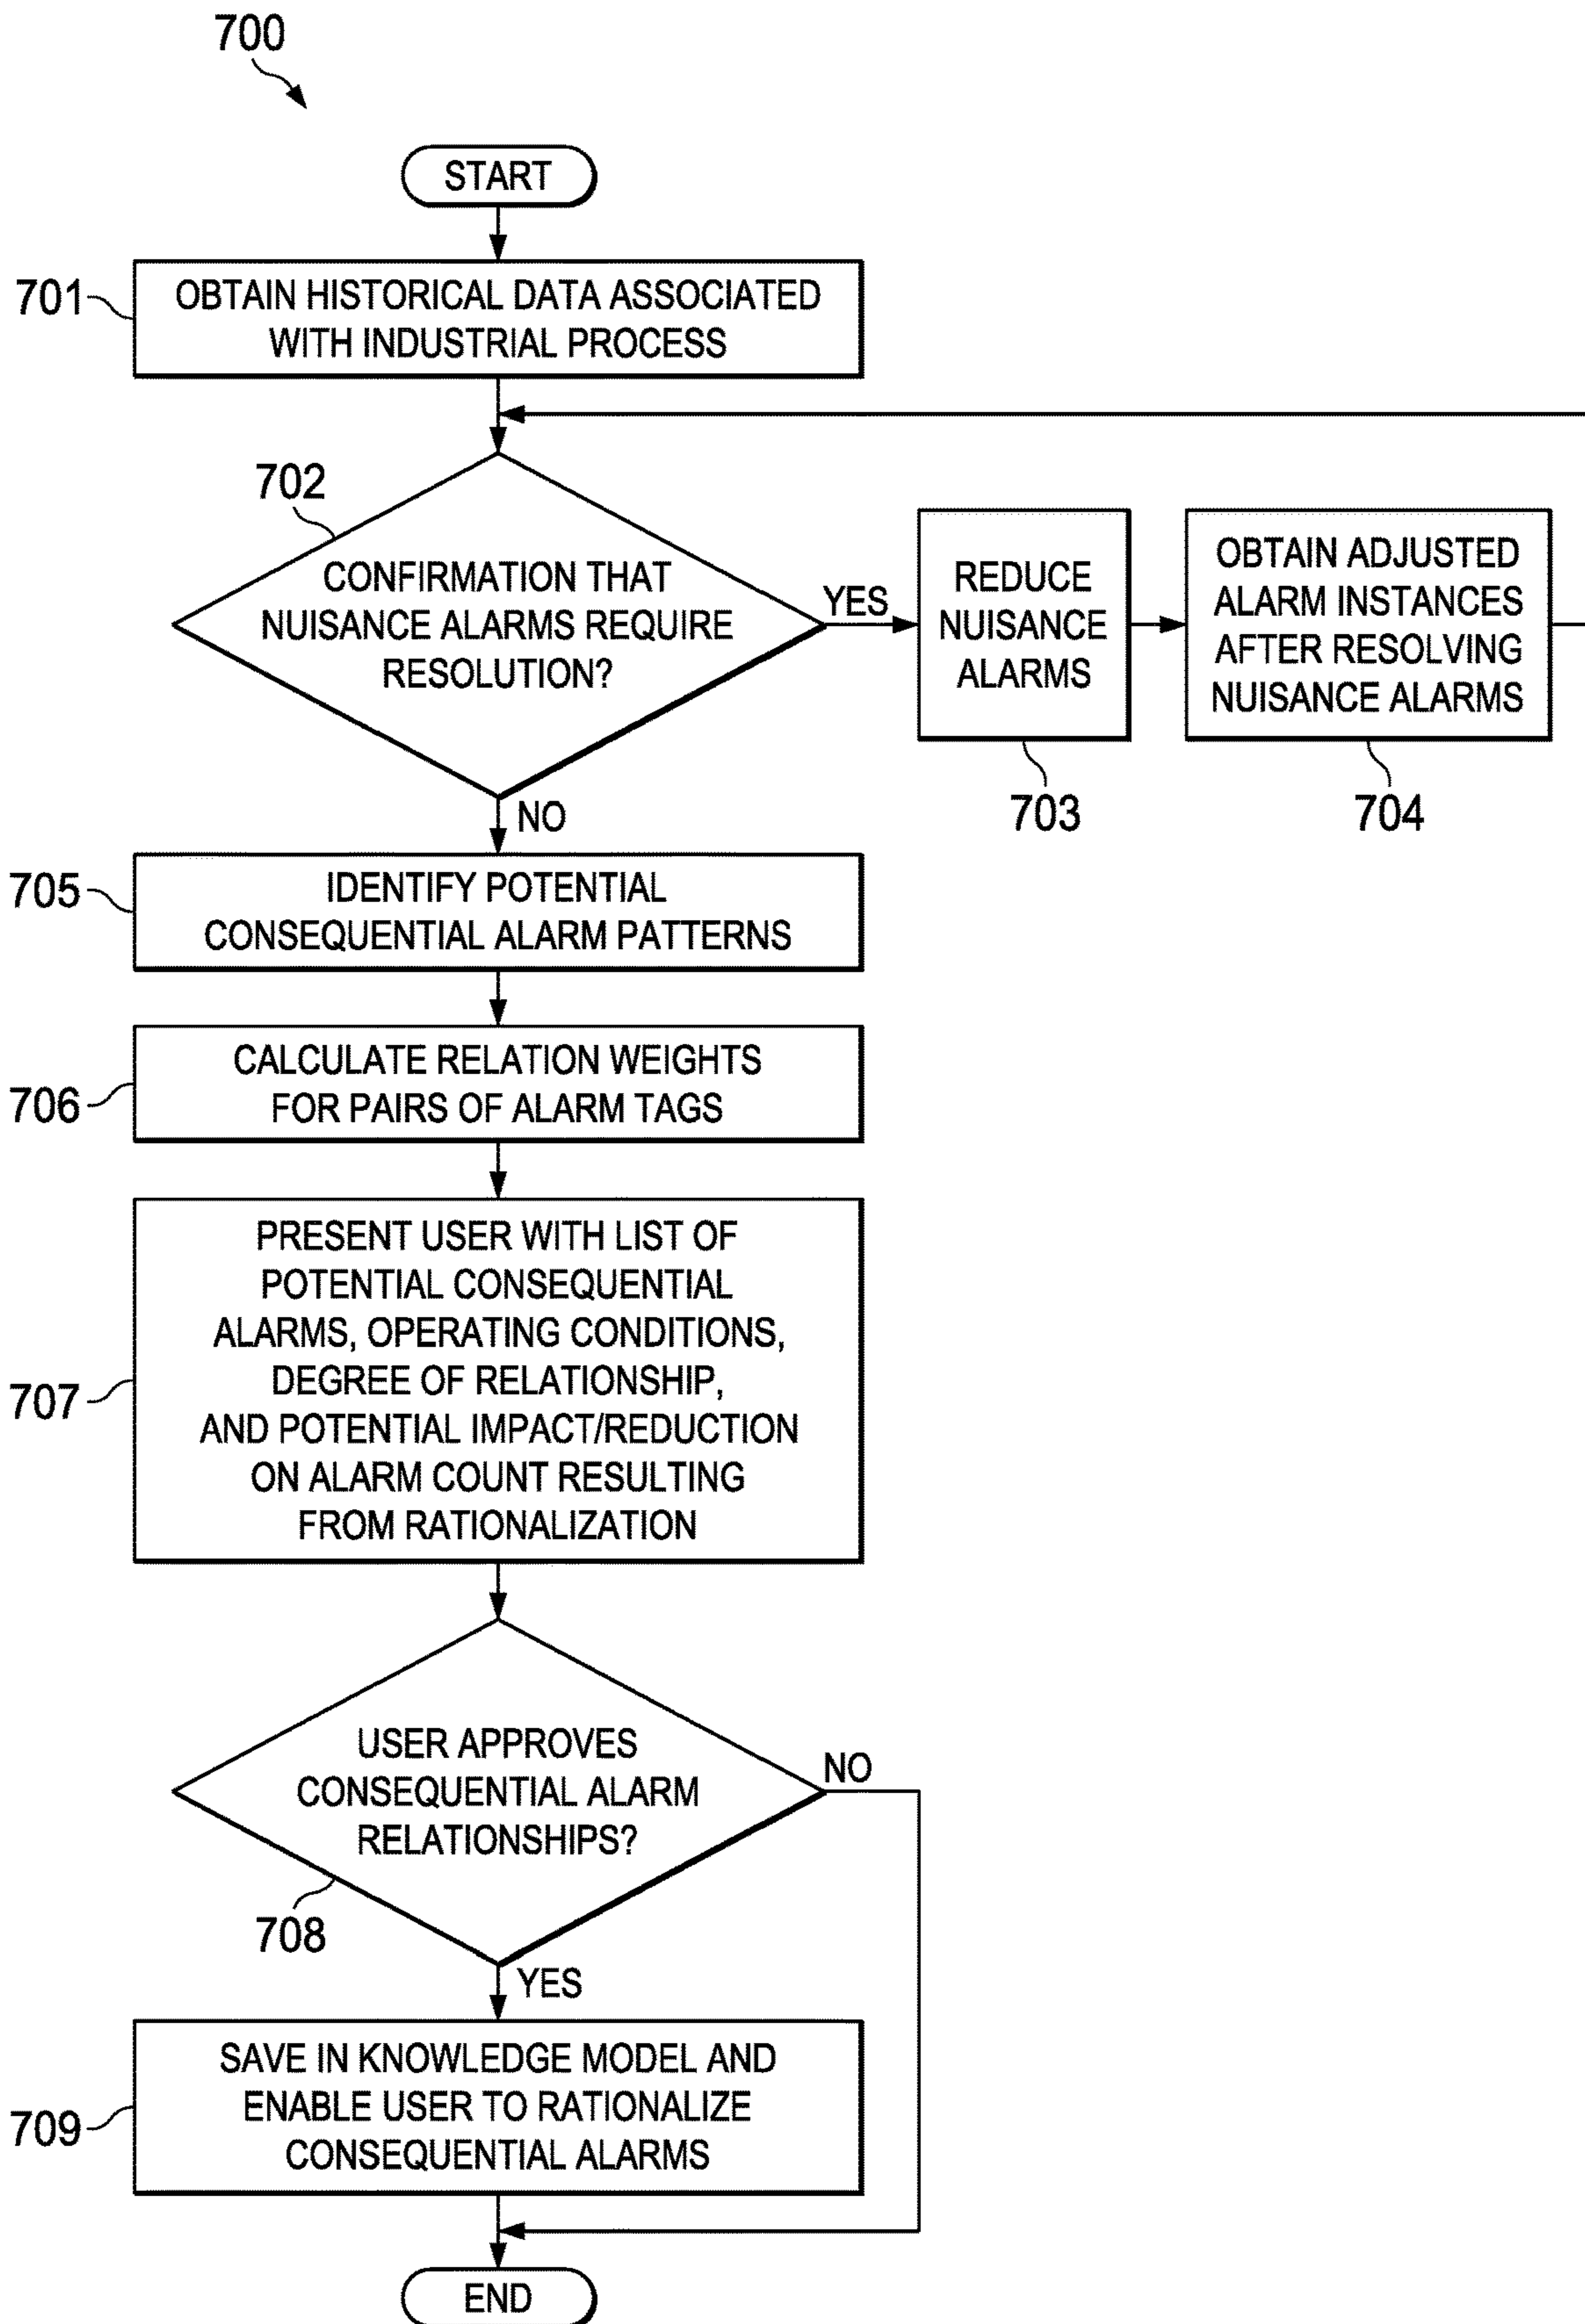 700
START
701
OBTAIN HISTORICAL DATA ASSOCIATED
WITH INDUSTRIAL PROCESS
702
CONFIRMATION THAT
NUISANCE ALARMS REQUIRE
RESOLUTION?
YES
REDUCE
NUISANCE
ALARMS
703
OBTAIN ADJUSTED
ALARM INSTANCES
AFTER RESOLVING
NUISANCE ALARMS
704
NO
705
IDENTIFY POTENTIAL
CONSEQUENTIAL ALARM PATTERNS
706
CALCULATE RELATION WEIGHTS
FOR PAIRS OF ALARM TAGS
707
PRESENT USER WITH LIST OF
POTENTIAL CONSEQUENTIAL
ALARMS, OPERATING CONDITIONS,
DEGREE OF RELATIONSHIP,
AND POTENTIAL IMPACT/REDUCTION
ON ALARM COUNT RESULTING
FROM RATIONALIZATION
USER APPROVES
CONSEQUENTIAL ALARM
RELATIONSHIPS?
NO
708
YES
709
SAVE IN KNOWLEDGE MODEL AND
ENABLE USER TO RATIONALIZE
CONSEQUENTIAL ALARMS
END